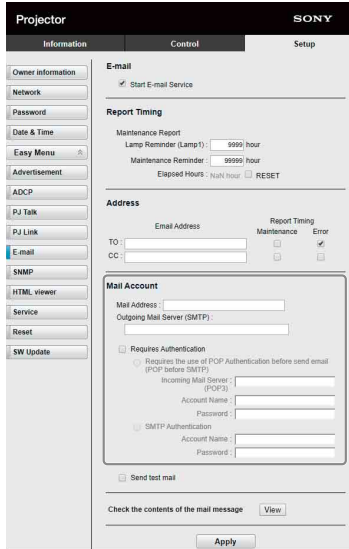 Projector
SONY
Information Control Setup
Owner information
Network
Password
Date & Time
Easy Menu
Advertisement
ADCP
PJ Talk
PJ Link
E-mail
SNMP
HTML viewer
Service
Reset
SW Update
E-mail
Start E-mail Service
Report Timing
Maintenance Report
Lamp Reminder (Lamp1) : 9999 hour
Maintenance Reminder : 99999 hour
Elapsed Hours : NaN hour RESET
Address
Report Timing
Email Address Maintenance Error
TO :
CC :
Mail Account
Mail Address :
Outgoing Mail Server (SMTP) :
Requires Authentication
Requires the use of POP Authentication before send email
(POP before SMTP)
Incoming Mail Server :
(POP3)
Account Name :
Password :
SMTP Authentication
Account Name :
Password :
Send test mail
Check the contents of the mail message View
Apply